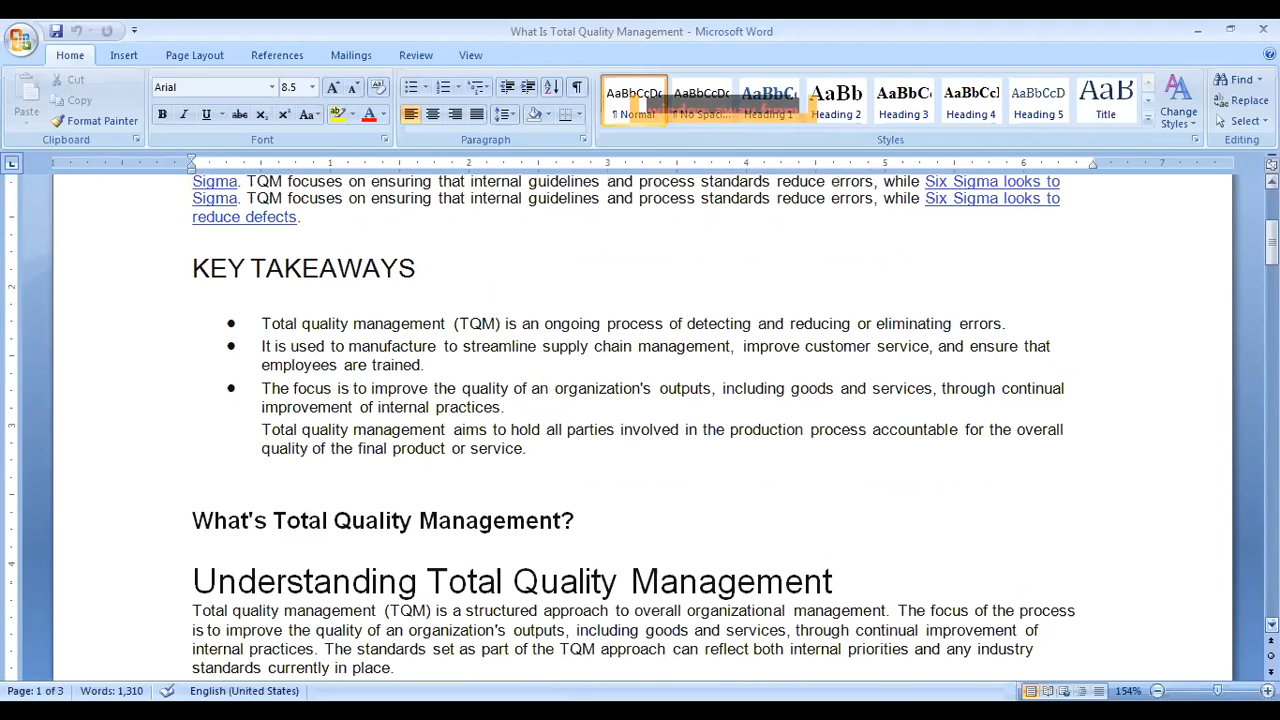 What Is Total Quality Management - Microsoft Word
Home Insert Page Layout References Mailings Review View
Paste
Cut
Copy
Format Painter
Clipboard
Arial 8.5
Font
Paragraph
AaBbCcDc AaBbCcDc AaBbC AaBb AaBbC AaBbCcI AaBbCcD AaB
¶ Normal ¶ No Spaci... Heading 1 Heading 2 Heading 3 Heading 4 Heading 5 Title
Change Styles
Styles
Find
Replace
Select
Editing
1 2 3 4 5 6 7
Sigma. TQM focuses on ensuring that internal guidelines and process standards reduce errors, while Six Sigma looks to
Sigma. TQM focuses on ensuring that internal guidelines and process standards reduce errors, while Six Sigma looks to
reduce defects.
KEY TAKEAWAYS
● Total quality management (TQM) is an ongoing process of detecting and reducing or eliminating errors.
● It is used to manufacture to streamline supply chain management, improve customer service, and ensure that
employees are trained.
● The focus is to improve the quality of an organization's outputs, including goods and services, through continual
improvement of internal practices.
Total quality management aims to hold all parties involved in the production process accountable for the overall
quality of the final product or service.
What's Total Quality Management?
Understanding Total Quality Management
Total quality management (TQM) is a structured approach to overall organizational management. The focus of the process
is to improve the quality of an organization's outputs, including goods and services, through continual improvement of
internal practices. The standards set as part of the TQM approach can reflect both internal priorities and any industry
standards currently in place.
Page: 1 of 3 Words: 1,310 English (United States) 154%